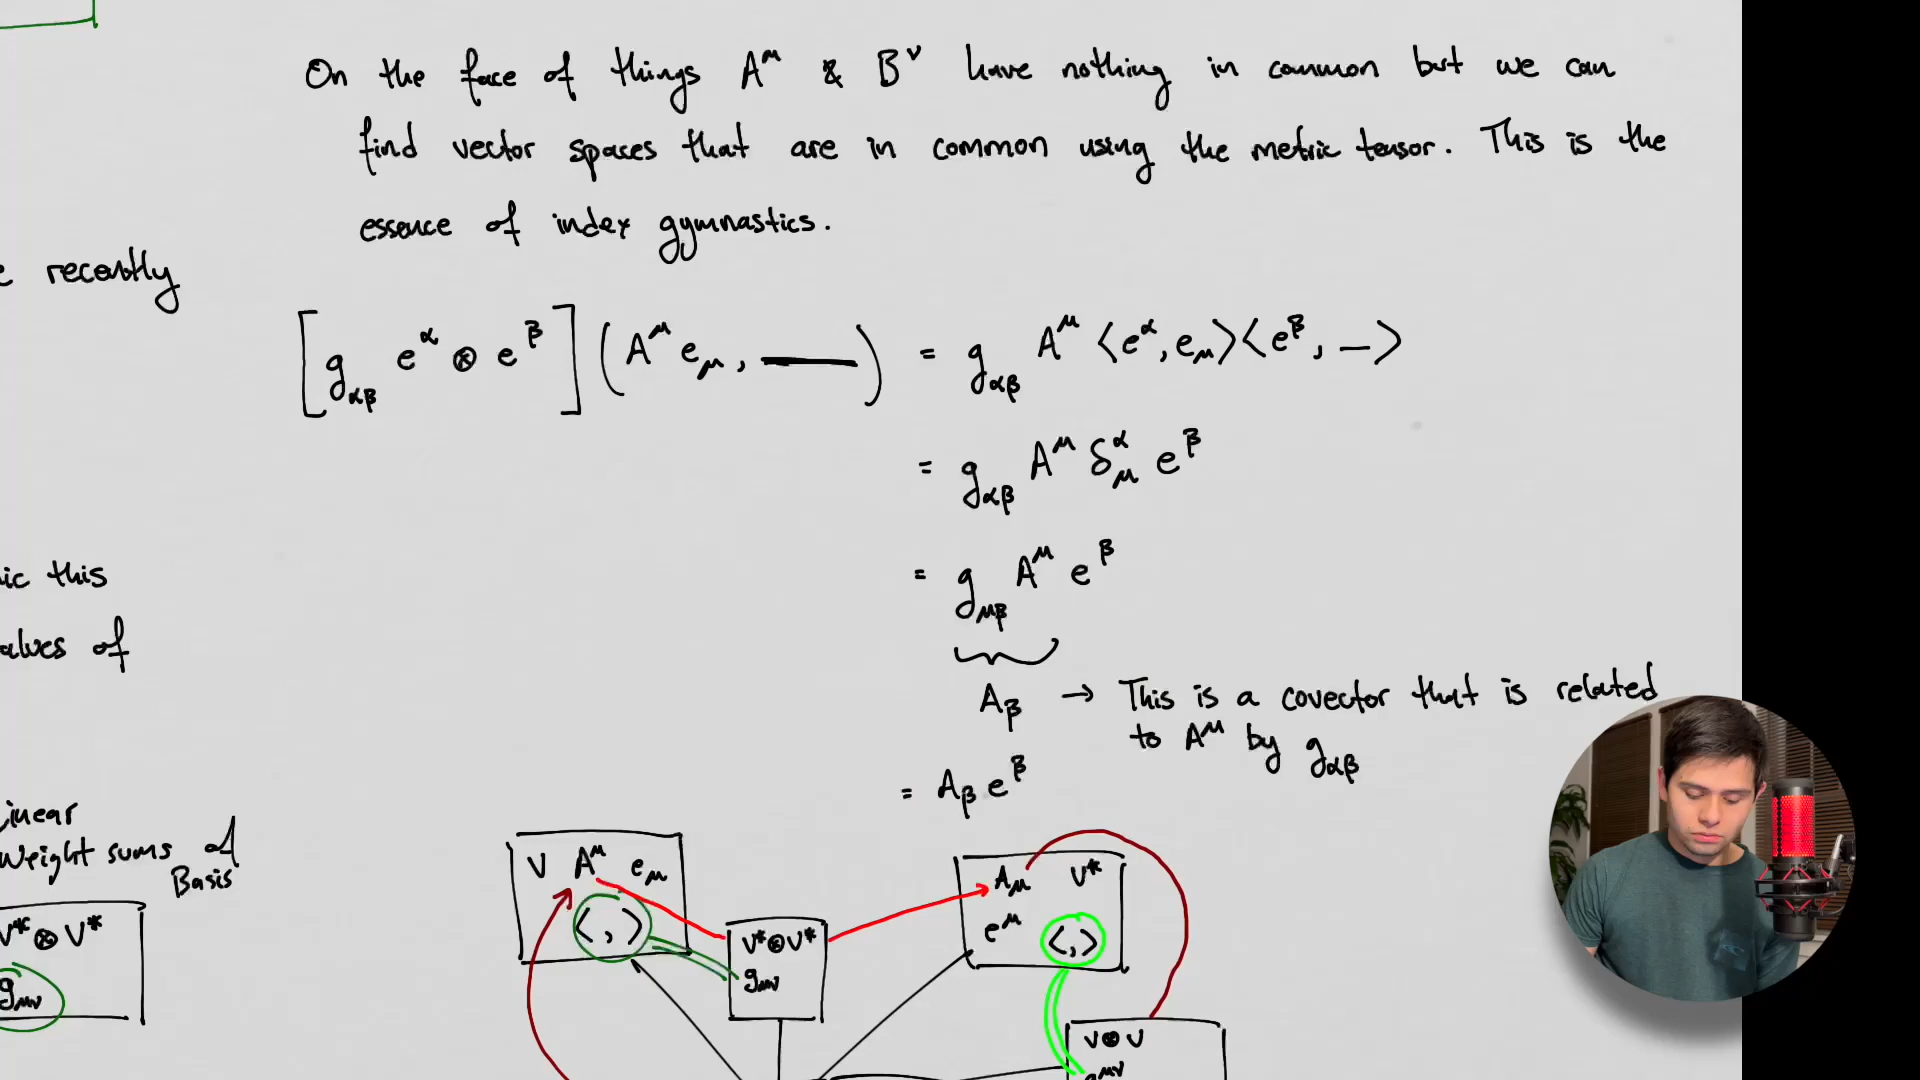 On the face of things A^μ & B^ν have nothing in common but we can
find vector spaces that are in common using the metric tensor. This is the
essence of index gymnastics.
recently
[g_αβ e^α ⊗ e^β](A^μ e_μ, __) = g_αβ A^μ <e^α, e_μ><e^β, _>
= g_αβ A^μ δ^α_μ e^β
= g_μβ A^μ e^β
this
of
A_β → This is a covector that is related
to A^μ by g_αβ
= A_β e^β
Weight sums of
Basis
V A^μ e_μ
< , >
A_μ V*
e^μ < , >
V* ⊗ V*
g_μν
V* ⊗ V*
g_μν
V ⊗ V
g^μν